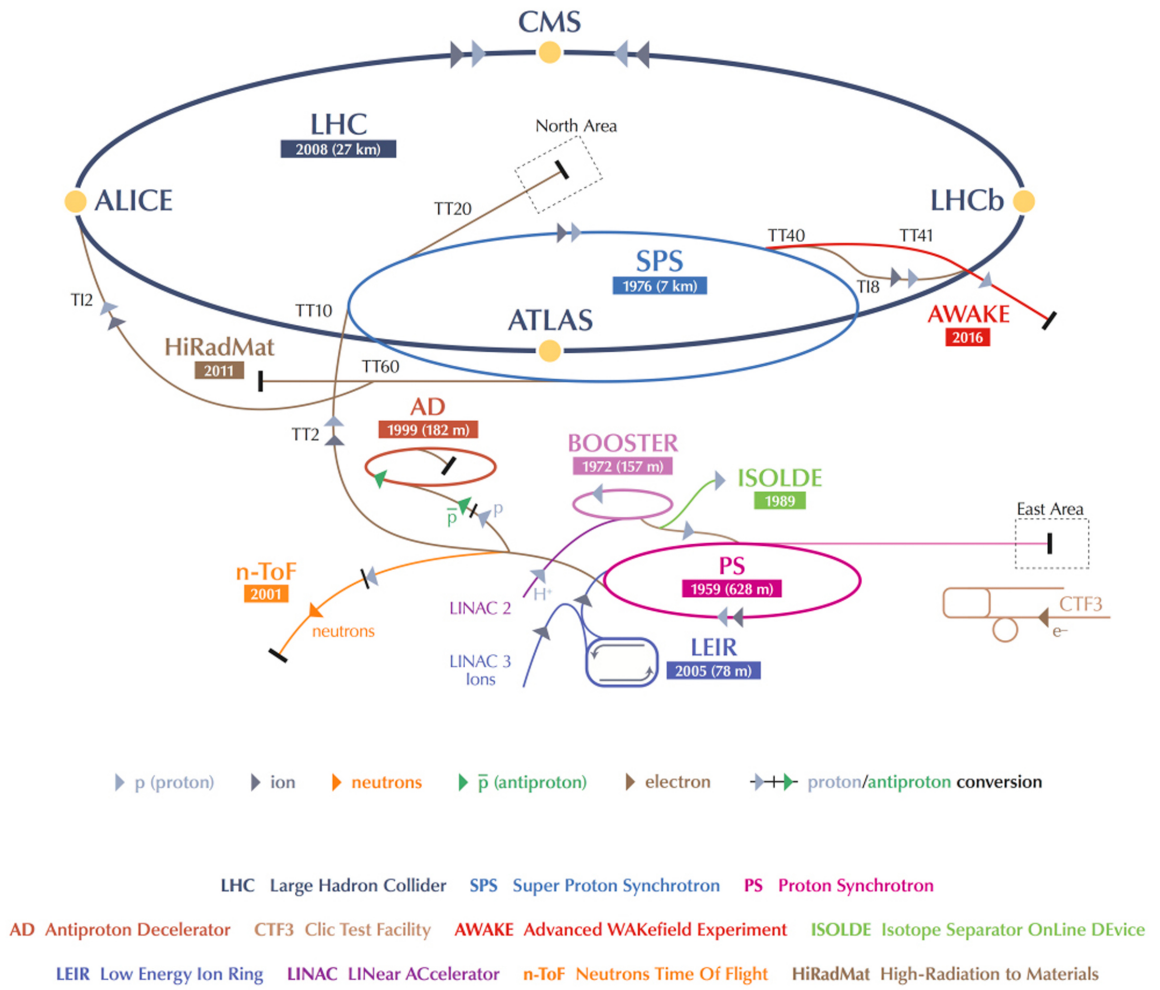 CMS
LHC
2008 (27 km)
North Area
ALICE
LHCb
TT20
TT40
TT41
SPS
1976 (7 km)
TI2
TI8
TT10
ATLAS
AWAKE
2016
HiRadMat
2011
TT60
AD
1999 (182 m)
TT2
BOOSTER
1972 (157 m)
ISOLDE
1989
p̅
p
East Area
n-ToF
2001
PS
1959 (628 m)
LINAC 2
H⁺
neutrons
CTF3
e–
LEIR
2005 (78 m)
LINAC 3
Ions
p (proton) ion neutrons p̅ (antiproton) electron proton/antiproton conversion
LHC Large Hadron Collider SPS Super Proton Synchrotron PS Proton Synchrotron
AD Antiproton Decelerator CTF3 Clic Test Facility AWAKE Advanced WAKefield Experiment ISOLDE Isotope Separator OnLine DEvice
LEIR Low Energy Ion Ring LINAC LINear ACcelerator n-ToF Neutrons Time Of Flight HiRadMat High-Radiation to Materials